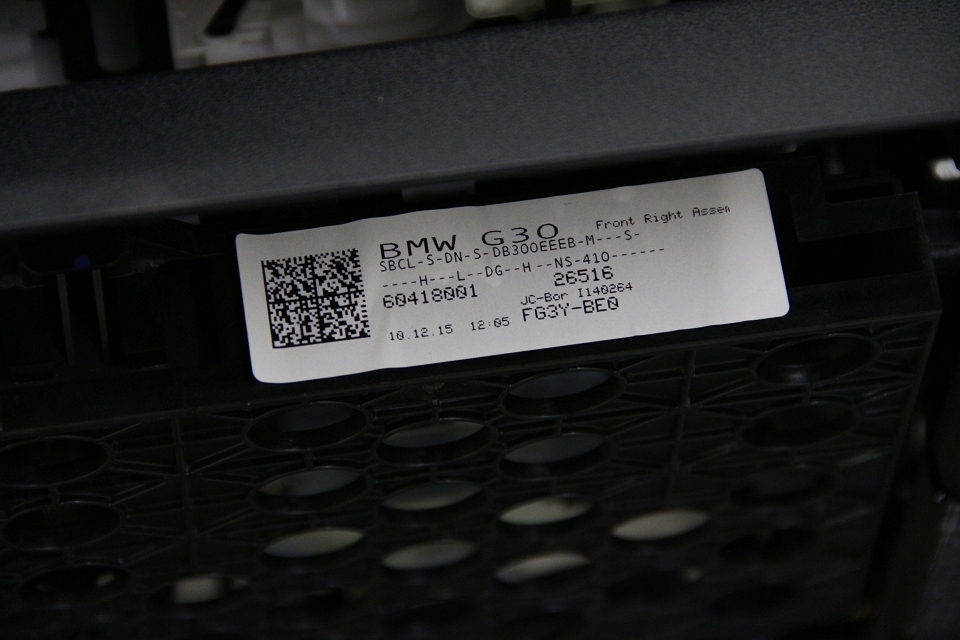 BMW G30 Front Right Assem
SBCL-S-DN-S-DB300EEEB-M---S-
----H---L--DG--H--NS-410------
60418001 26516
JC-Bor I140264
10.12.15 12:05 FG3Y-BE0